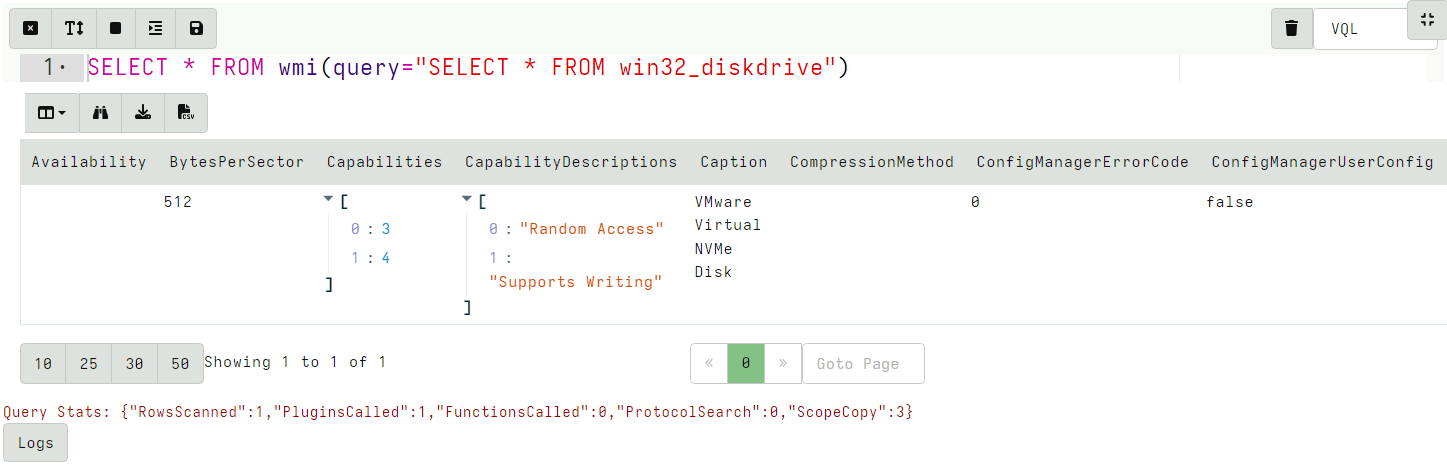 VQL
1 SELECT * FROM wmi(query="SELECT * FROM win32_diskdrive")
CSV
Availability BytesPerSector Capabilities CapabilityDescriptions Caption CompressionMethod ConfigManagerErrorCode ConfigManagerUserConfig
512 [ [ VMware 0 false
0 : 3 0 : "Random Access" Virtual
1 : 4 1 : NVMe
] "Supports Writing" Disk
]
10 25 30 50 Showing 1 to 1 of 1 « 0 » Goto Page
Query Stats: {"RowsScanned":1,"PluginsCalled":1,"FunctionsCalled":0,"ProtocolSearch":0,"ScopeCopy":3}
Logs